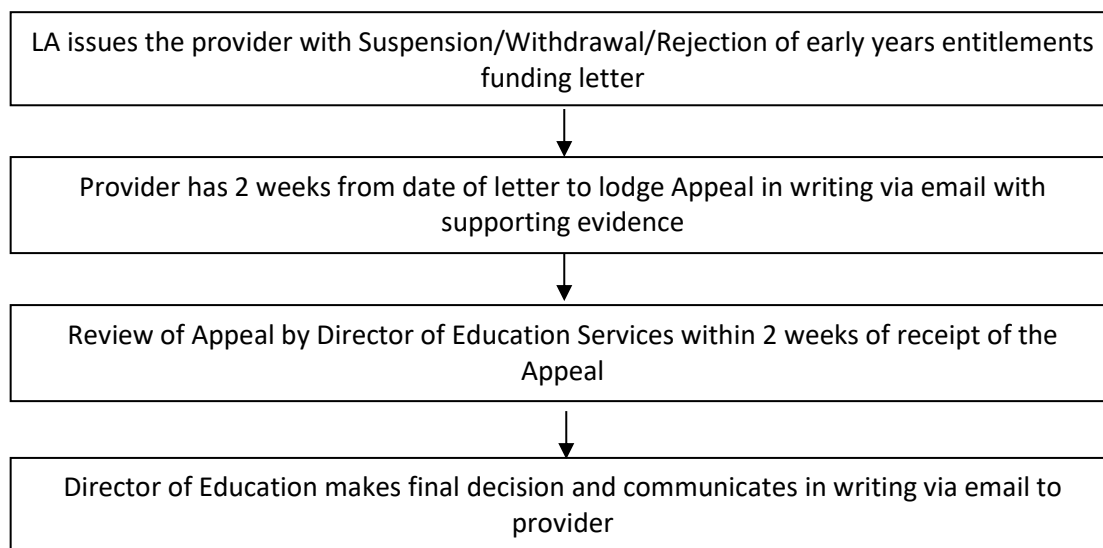 LA issues the provider with Suspension/Withdrawal/Rejection of early years entitlements
funding letter
Provider has 2 weeks from date of letter to lodge Appeal in writing via email with
supporting evidence
Review of Appeal by Director of Education Services within 2 weeks of receipt of the
Appeal
Director of Education makes final decision and communicates in writing via email to
provider